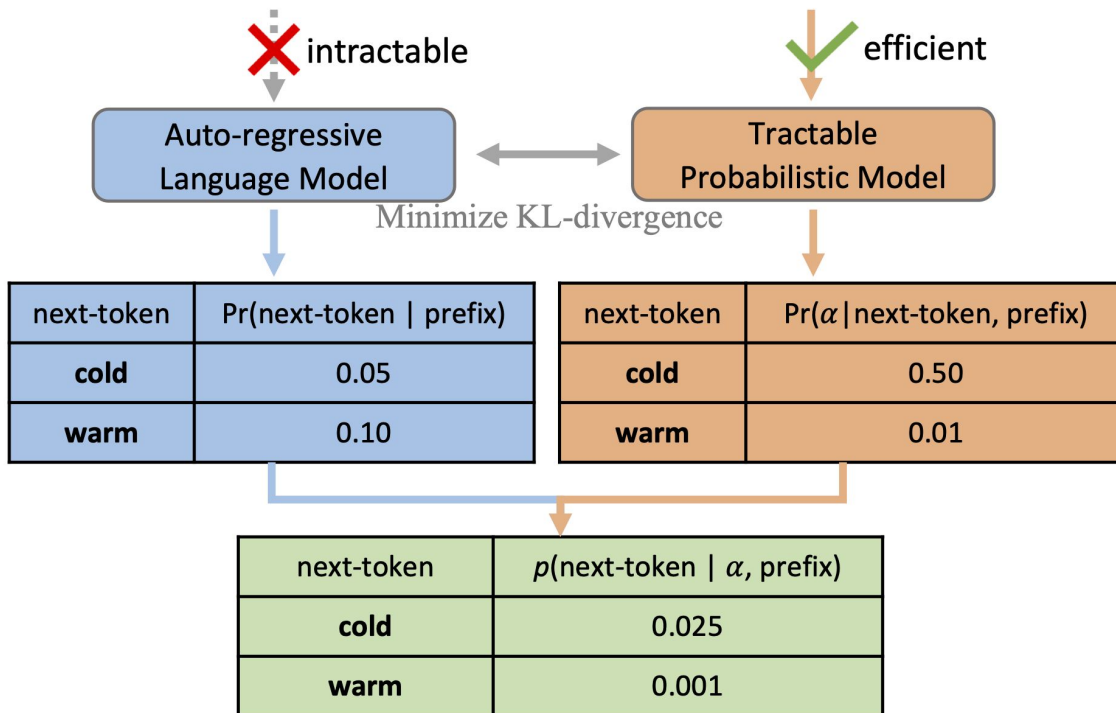 intractable
efficient
Auto-regressive
Language Model
Tractable
Probabilistic Model
Minimize KL-divergence
next-token Pr(next-token | prefix)
cold 0.05
warm 0.10
next-token Pr(α|next-token, prefix)
cold 0.50
warm 0.01
next-token p(next-token | α, prefix)
cold 0.025
warm 0.001